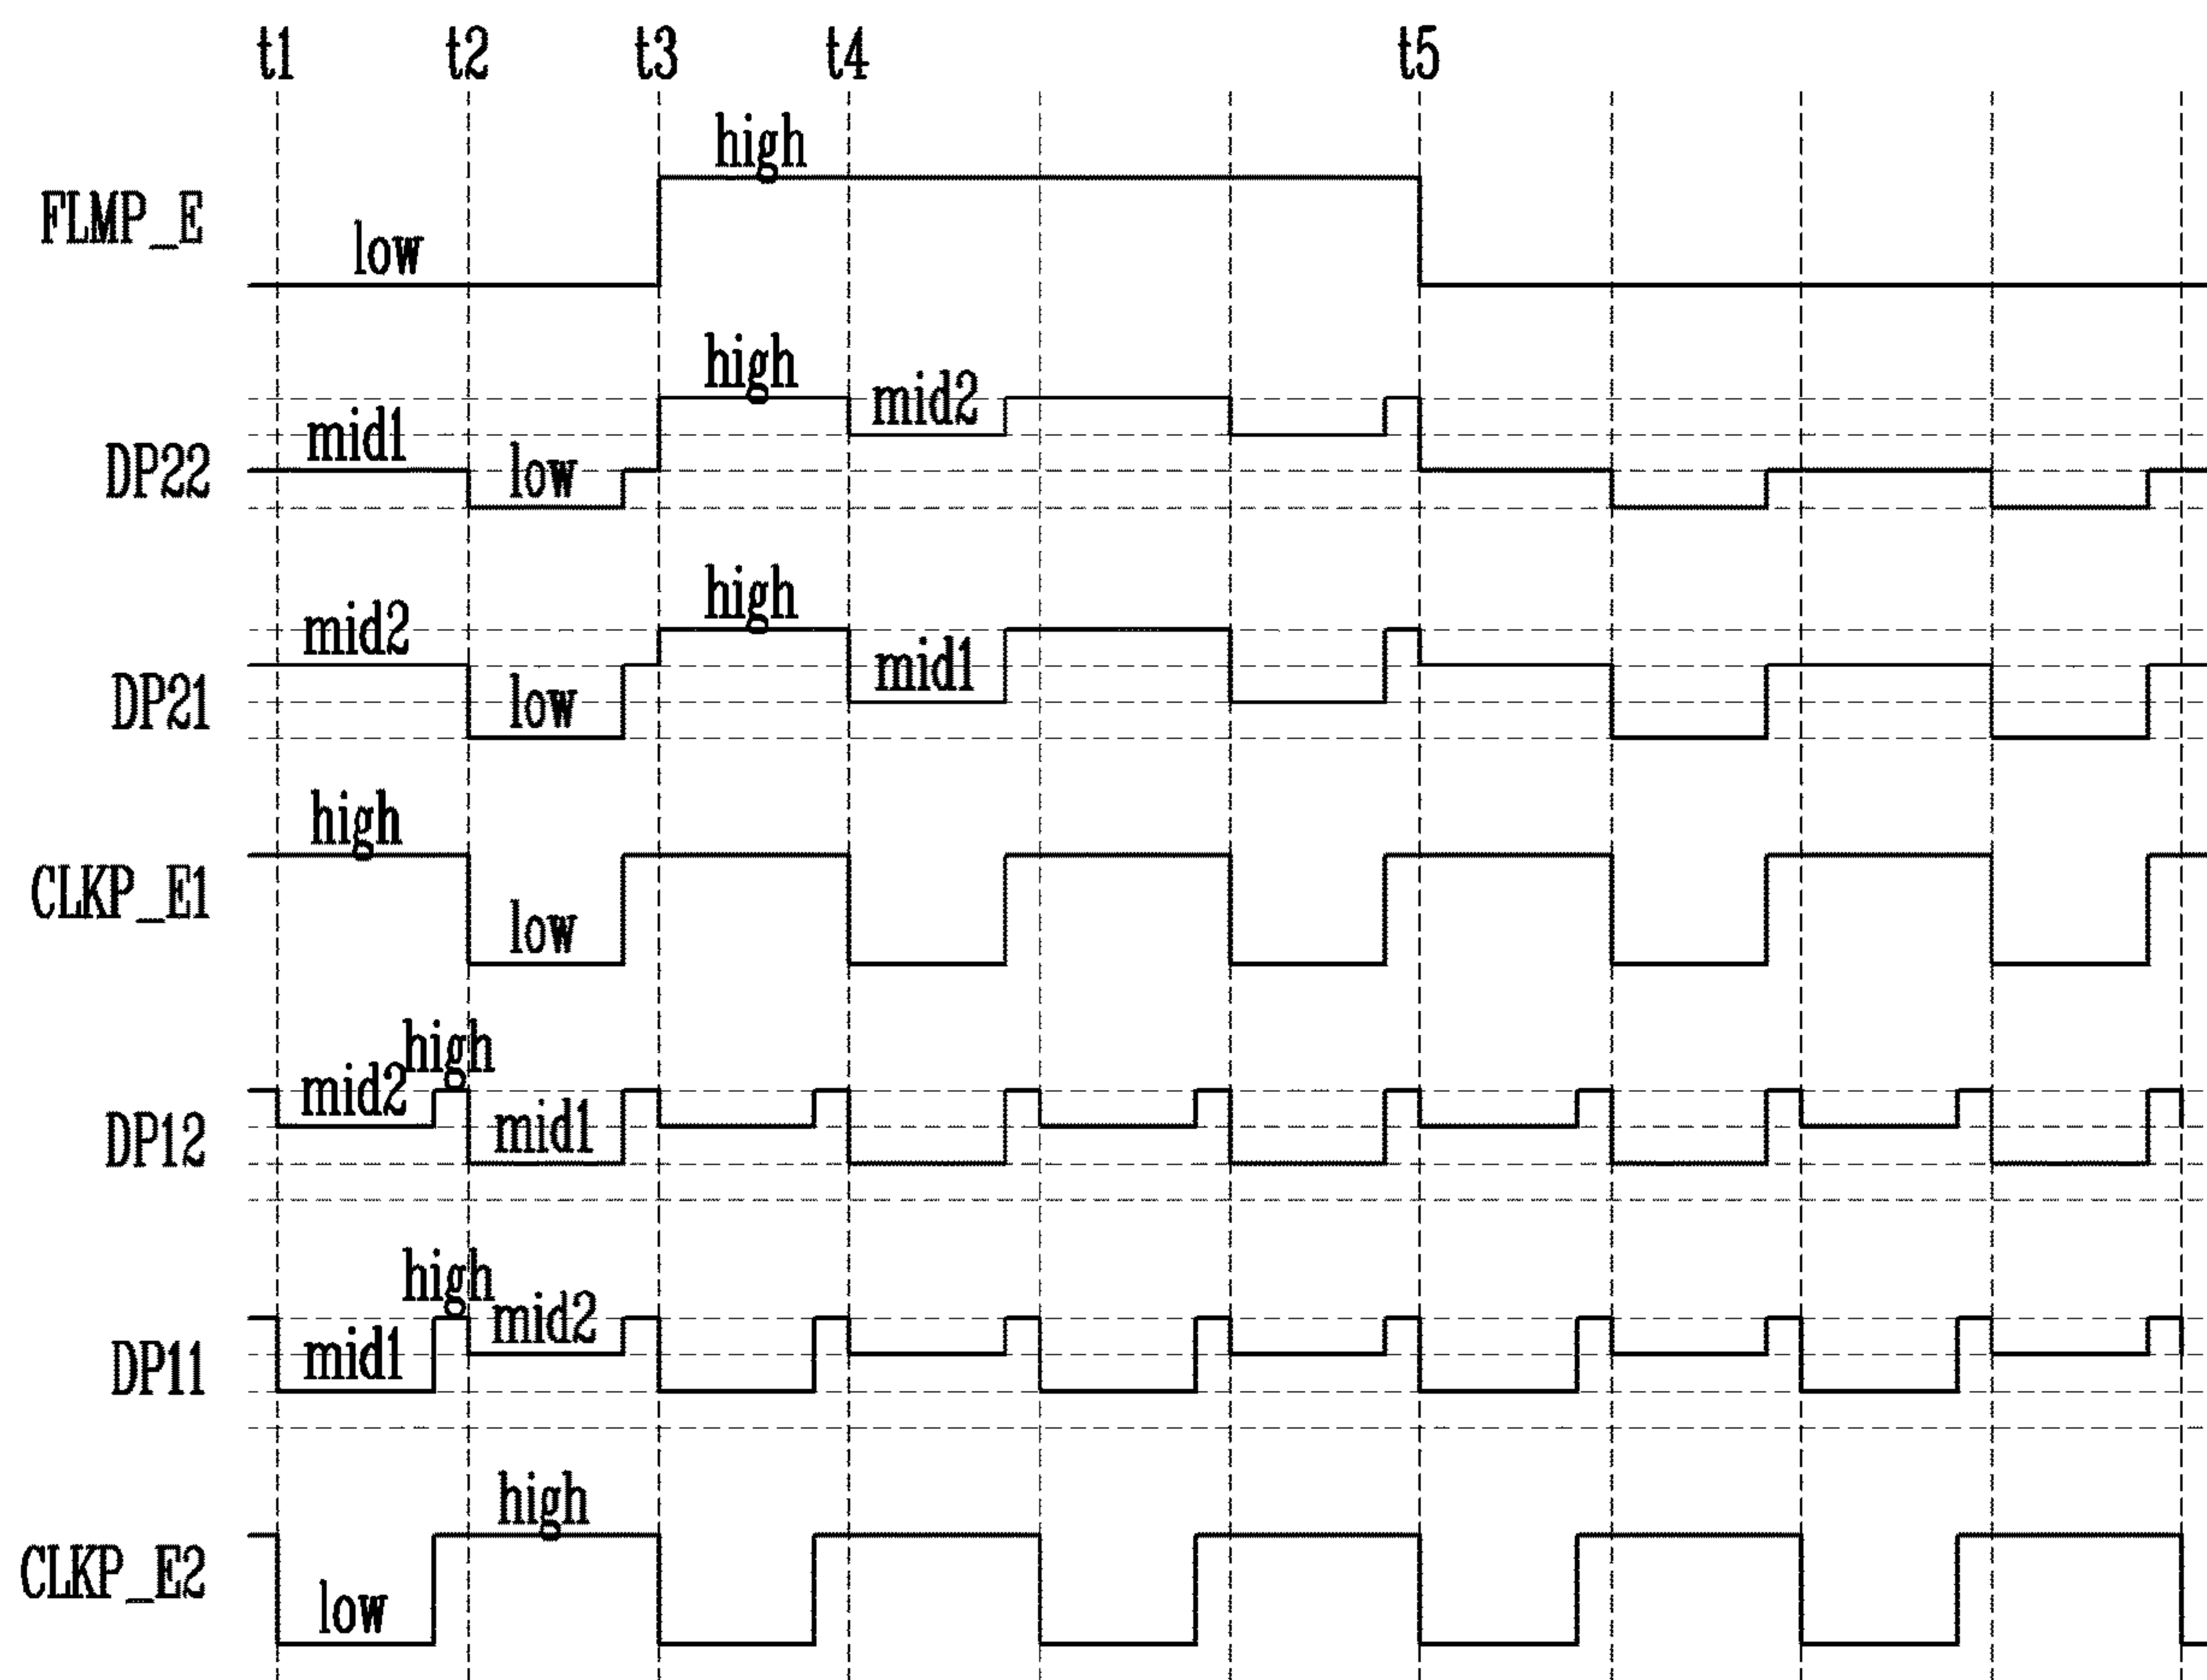 t1 t2 t3 t4 t5
high
FLMP_E
low
high
mid2
mid1
DP22
low
high
mid2
mid1
DP21
low
high
CLKP_E1
low
high
mid2
mid1
DP12
high
mid2
mid1
DP11
high
CLKP_E2
low